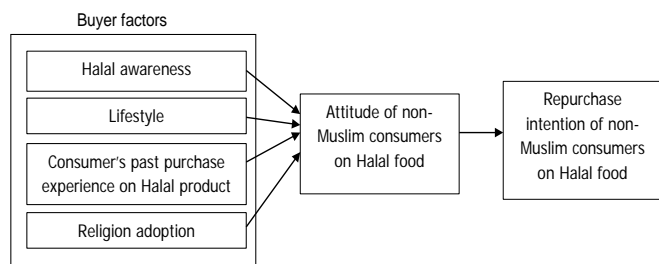 Buyer factors
Halal awareness
Lifestyle
Consumer's past purchase
experience on Halal product
Religion adoption
Attitude of non-
Muslim consumers
on Halal food
Repurchase
intention of non-
Muslim consumers
on Halal food